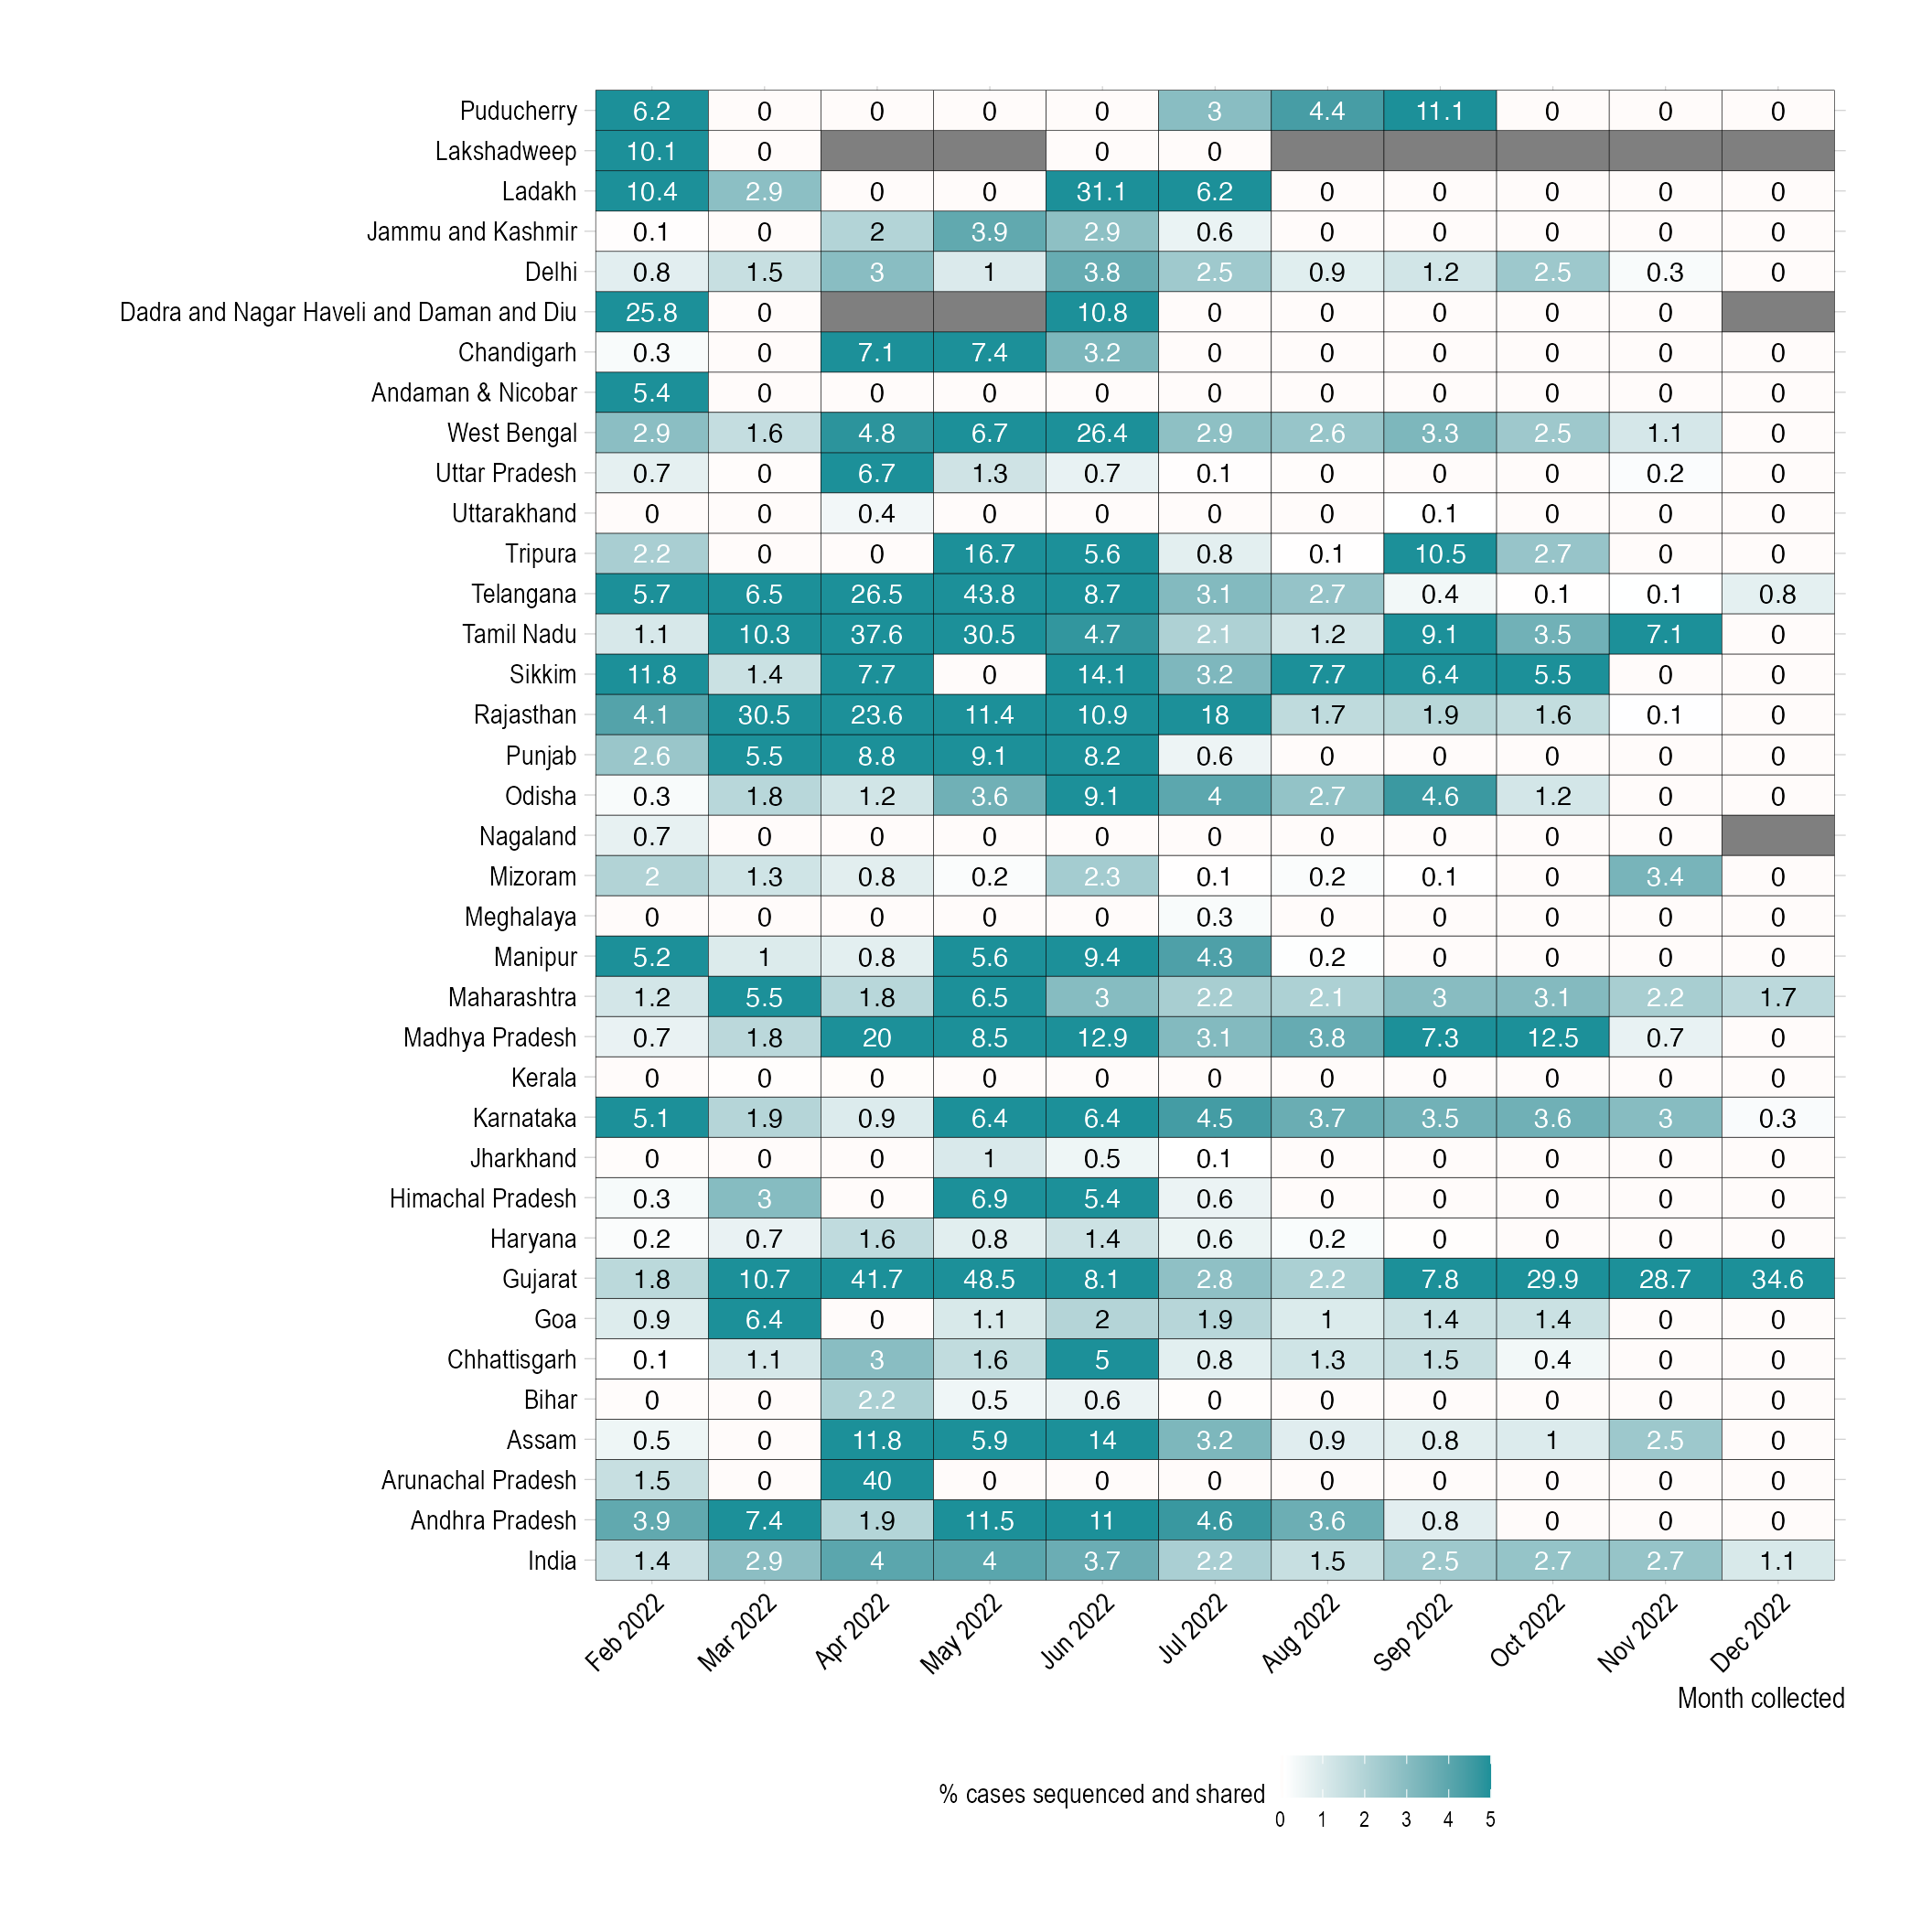 Puducherry 6.2 0 0 0 0 3 4.4 11.1 0 0 0
Lakshadweep 10.1 0 0 0
Ladakh 10.4 2.9 0 0 31.1 6.2 0 0 0 0 0
Jammu and Kashmir 0.1 0 2 3.9 2.9 0.6 0 0 0 0 0
Delhi 0.8 1.5 3 1 3.8 2.5 0.9 1.2 2.5 0.3 0
Dadra and Nagar Haveli and Daman and Diu 25.8 0 10.8 0 0 0 0 0
Chandigarh 0.3 0 7.1 7.4 3.2 0 0 0 0 0 0
Andaman & Nicobar 5.4 0 0 0 0 0 0 0 0 0 0
West Bengal 2.9 1.6 4.8 6.7 26.4 2.9 2.6 3.3 2.5 1.1 0
Uttar Pradesh 0.7 0 6.7 1.3 0.7 0.1 0 0 0 0.2 0
Uttarakhand 0 0 0.4 0 0 0 0 0.1 0 0 0
Tripura 2.2 0 0 16.7 5.6 0.8 0.1 10.5 2.7 0 0
Telangana 5.7 6.5 26.5 43.8 8.7 3.1 2.7 0.4 0.1 0.1 0.8
Tamil Nadu 1.1 10.3 37.6 30.5 4.7 2.1 1.2 9.1 3.5 7.1 0
Sikkim 11.8 1.4 7.7 0 14.1 3.2 7.7 6.4 5.5 0 0
Rajasthan 4.1 30.5 23.6 11.4 10.9 18 1.7 1.9 1.6 0.1 0
Punjab 2.6 5.5 8.8 9.1 8.2 0.6 0 0 0 0 0
Odisha 0.3 1.8 1.2 3.6 9.1 4 2.7 4.6 1.2 0 0
Nagaland 0.7 0 0 0 0 0 0 0 0 0
Mizoram 2 1.3 0.8 0.2 2.3 0.1 0.2 0.1 0 3.4 0
Meghalaya 0 0 0 0 0 0.3 0 0 0 0 0
Manipur 5.2 1 0.8 5.6 9.4 4.3 0.2 0 0 0 0
Maharashtra 1.2 5.5 1.8 6.5 3 2.2 2.1 3 3.1 2.2 1.7
Madhya Pradesh 0.7 1.8 20 8.5 12.9 3.1 3.8 7.3 12.5 0.7 0
Kerala 0 0 0 0 0 0 0 0 0 0 0
Karnataka 5.1 1.9 0.9 6.4 6.4 4.5 3.7 3.5 3.6 3 0.3
Jharkhand 0 0 0 1 0.5 0.1 0 0 0 0 0
Himachal Pradesh 0.3 3 0 6.9 5.4 0.6 0 0 0 0 0
Haryana 0.2 0.7 1.6 0.8 1.4 0.6 0.2 0 0 0 0
Gujarat 1.8 10.7 41.7 48.5 8.1 2.8 2.2 7.8 29.9 28.7 34.6
Goa 0.9 6.4 0 1.1 2 1.9 1 1.4 1.4 0 0
Chhattisgarh 0.1 1.1 3 1.6 5 0.8 1.3 1.5 0.4 0 0
Bihar 0 0 2.2 0.5 0.6 0 0 0 0 0 0
Assam 0.5 0 11.8 5.9 14 3.2 0.9 0.8 1 2.5 0
Arunachal Pradesh 1.5 0 40 0 0 0 0 0 0 0 0
Andhra Pradesh 3.9 7.4 1.9 11.5 11 4.6 3.6 0.8 0 0 0
India 1.4 2.9 4 4 3.7 2.2 1.5 2.5 2.7 2.7 1.1
Feb 2022 Mar 2022 Apr 2022 May 2022 Jun 2022 Jul 2022 Aug 2022 Sep 2022 Oct 2022 Nov 2022 Dec 2022
Month collected
% cases sequenced and shared
0 1 2 3 4 5